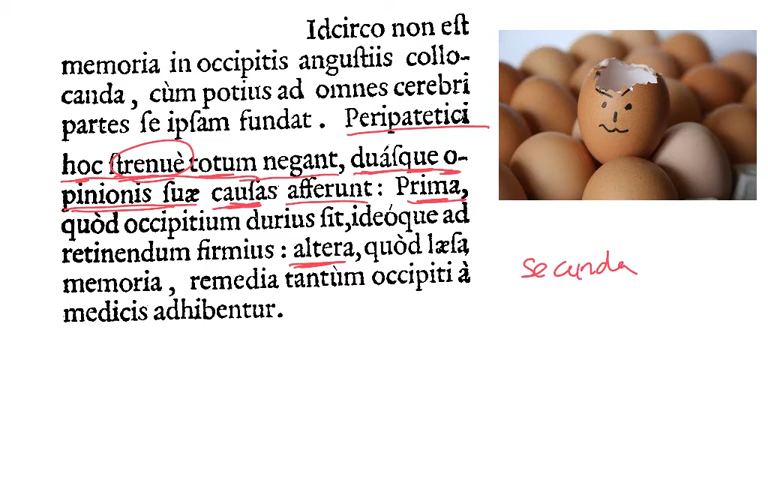 Idcirco non eſt
memoria in occipitis anguſtiis collo-
canda, cùm potius ad omnes cerebri
partes ſe ipſam fundat. Peripatetici
hoc ſtrenuè totum negant, duáſque o-
pinionis ſuæ cauſas afferunt: Prima,
quòd occipitium durius ſit, ideóque ad
retinendum firmius: altera, quòd læſa
memoria, remedia tantùm occipiti à
medicis adhibentur.
secunda